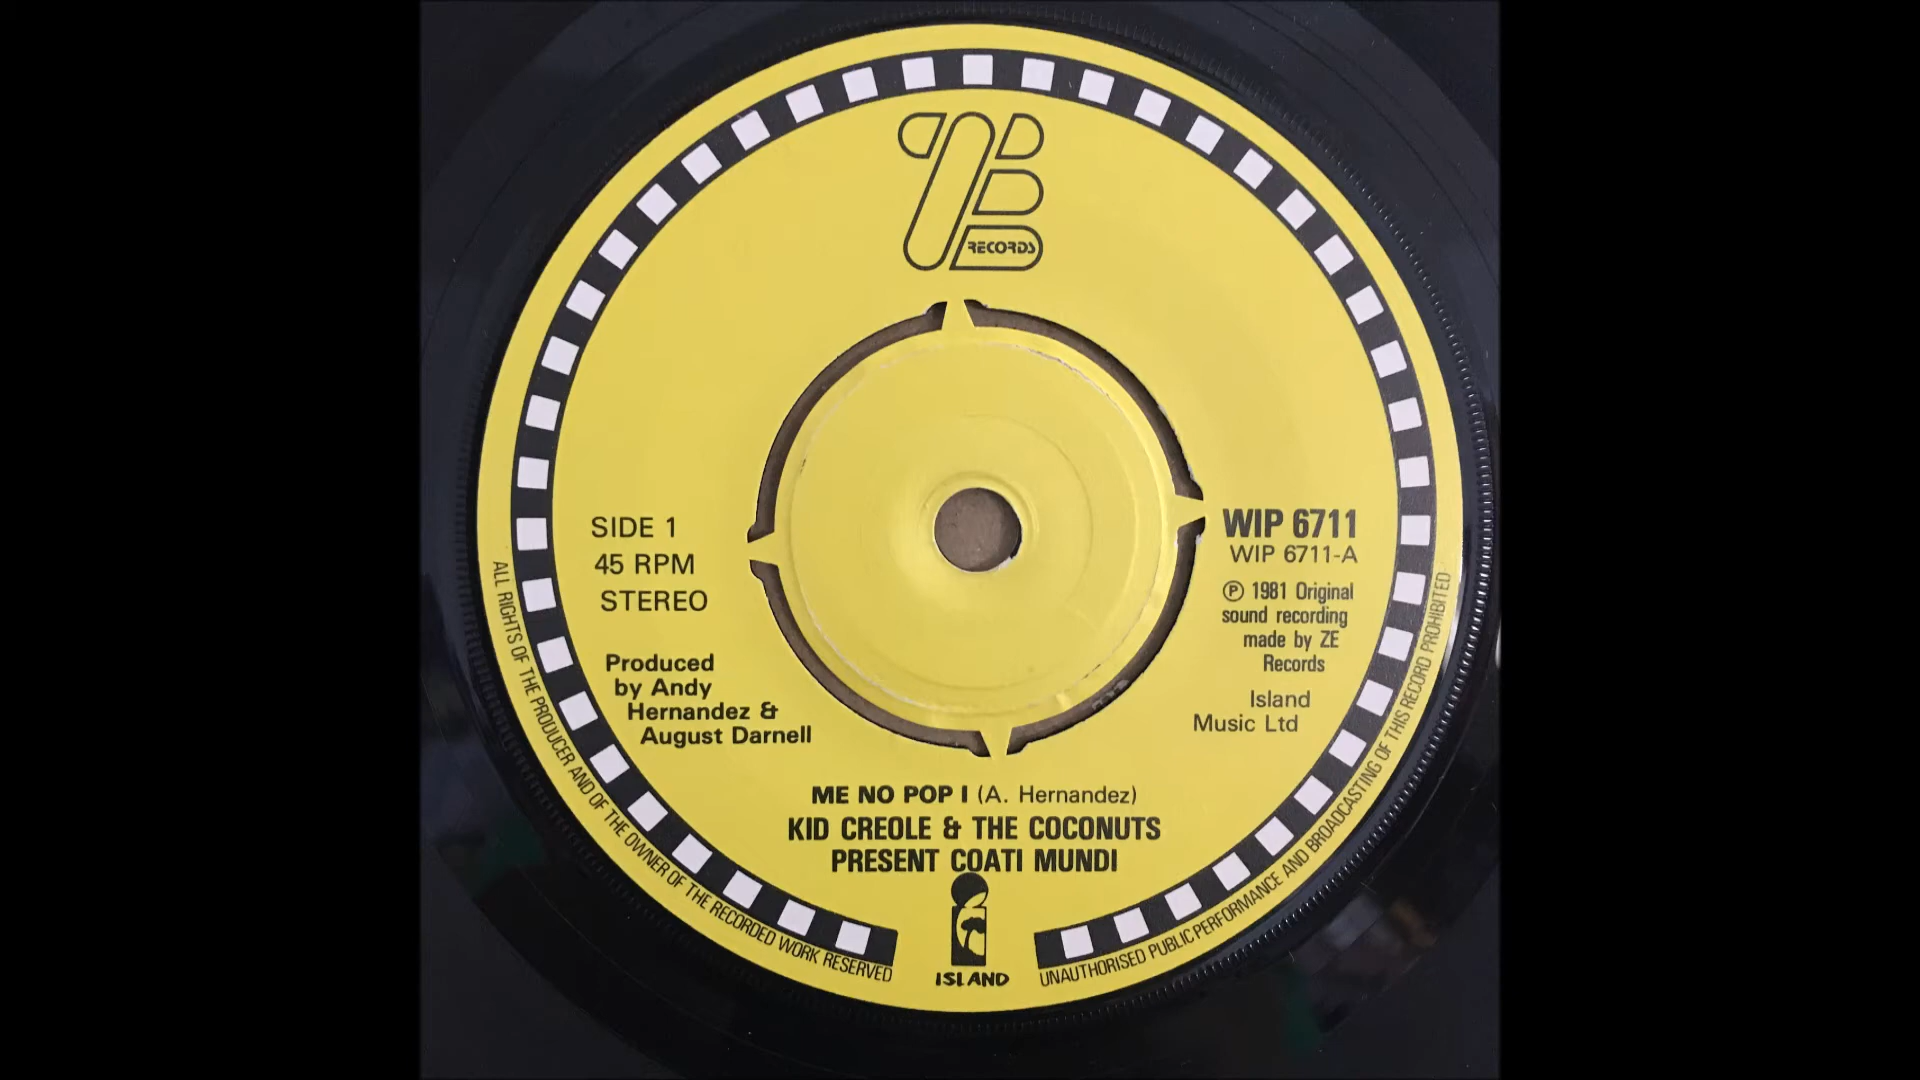 ZE
RECORDS
SIDE 1
45 RPM
STEREO
Produced
by Andy
Hernandez &
August Darnell
WIP 6711
WIP 6711-A
Ⓟ 1981 Original
sound recording
made by ZE
Records
Island
Music Ltd
ME NO POP I (A. Hernandez)
KID CREOLE & THE COCONUTS
PRESENT COATI MUNDI
ISLAND
ALL RIGHTS OF THE PRODUCER AND OF THE OWNER OF THE RECORDED WORK RESERVED
UNAUTHORISED PUBLIC PERFORMANCE AND BROADCASTING OF THIS RECORD PROHIBITED